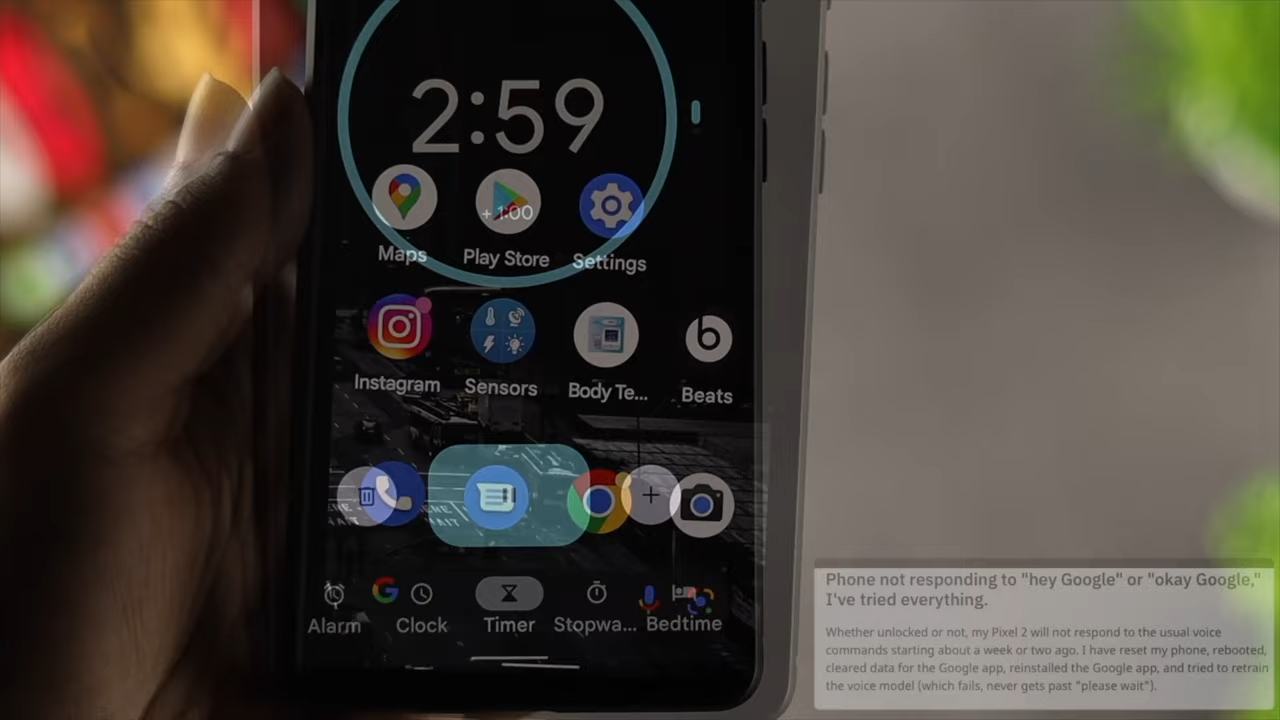 2:59
+ 1:00
Maps
Play Store
Settings
Instagram
Sensors
Body Te...
Beats
Alarm
Clock
Timer
Stopwa...
Bedtime
Phone not responding to "hey Google" or "okay Google,"
I've tried everything.
Whether unlocked or not, my Pixel 2 will not respond to the usual voice
commands starting about a week or two ago. I have reset my phone, rebooted,
cleared data for the Google app, reinstalled the Google app, and tried to retrain
the voice model (which fails, never gets past "please wait").